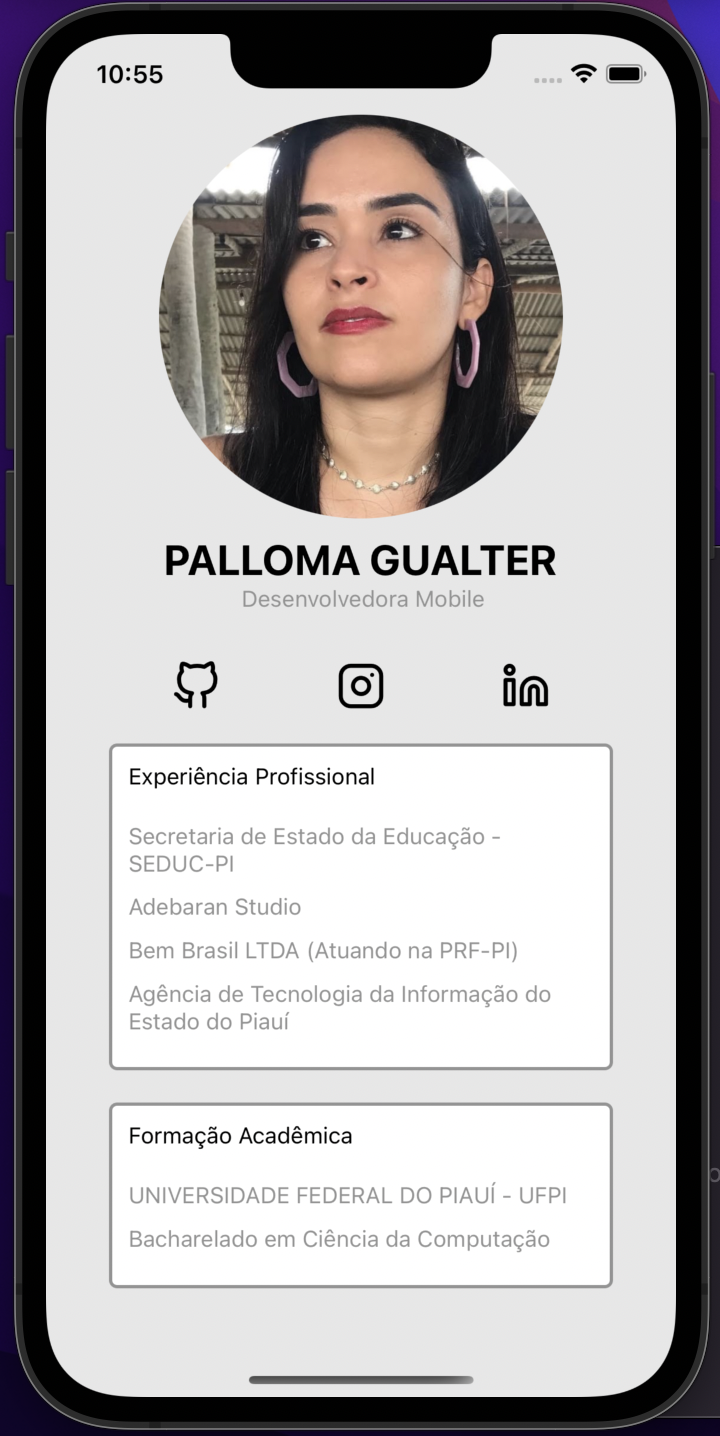 10:55
PALLOMA GUALTER
Desenvolvedora Mobile
Experiência Profissional
Secretaria de Estado da Educação -
SEDUC-PI
Adebaran Studio
Bem Brasil LTDA (Atuando na PRF-PI)
Agência de Tecnologia da Informação do
Estado do Piauí
Formação Acadêmica
UNIVERSIDADE FEDERAL DO PIAUÍ - UFPI
Bacharelado em Ciência da Computação